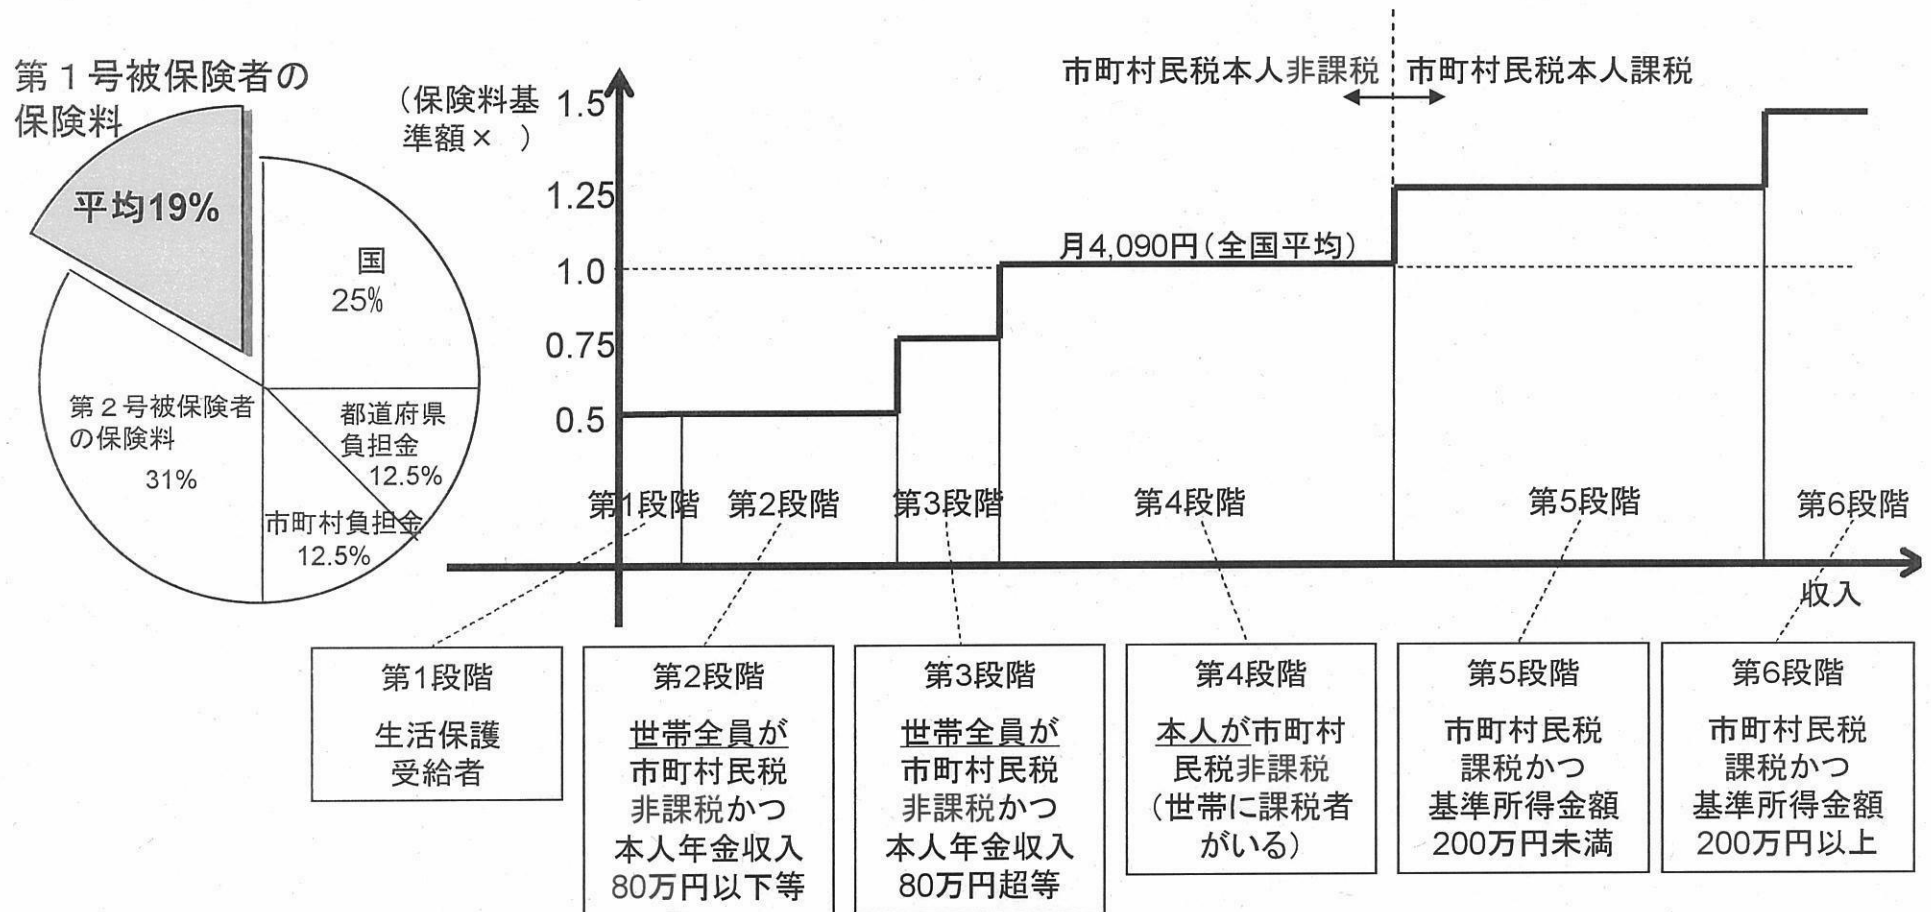 第1号被保険者の
保険料
平均19%
国
25%
都道府県
負担金
12.5%
市町村負担金
12.5%
第2号被保険者
の保険料
31%
(保険料基
準額× )
1.5
1.25
1.0
0.75
0.5
市町村民税本人非課税
市町村民税本人課税
月4,090円(全国平均)
第1段階
第2段階
第3段階
第4段階
第5段階
第6段階
収入
第1段階
生活保護
受給者
第2段階
世帯全員が
市町村民税
非課税かつ
本人年金収入
80万円以下等
第3段階
世帯全員が
市町村民税
非課税かつ
本人年金収入
80万円超等
第4段階
本人が市町村
民税非課税
(世帯に課税者
がいる)
第5段階
市町村民税
課税かつ
基準所得金額
200万円未満
第6段階
市町村民税
課税かつ
基準所得金額
200万円以上